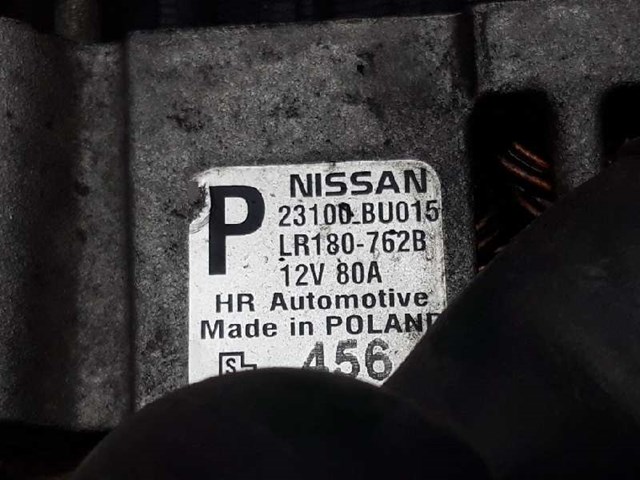 P
NISSAN
23100-BU015
LR180-762B
12V 80A
HR Automotive
Made in POLAND
S
456